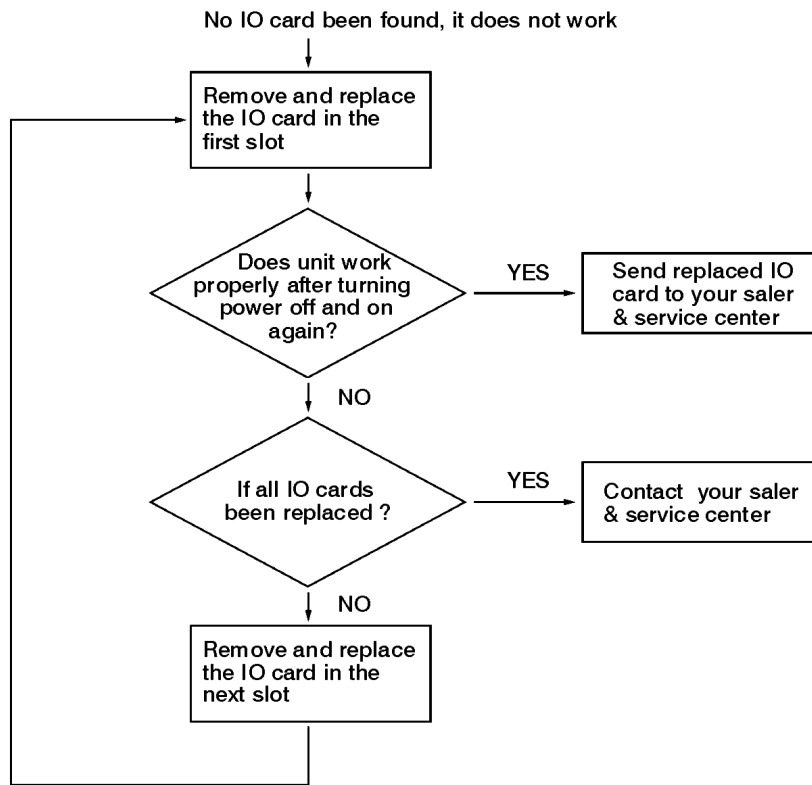 No IO card been found, it does not work
Remove and replace
the IO card in the
first slot
Does unit work
properly after turning
power off and on
again?
YES
Send replaced IO
card to your saler
& service center
NO
If all IO cards
been replaced ?
YES
Contact your saler
& service center
NO
Remove and replace
the IO card in the
next slot